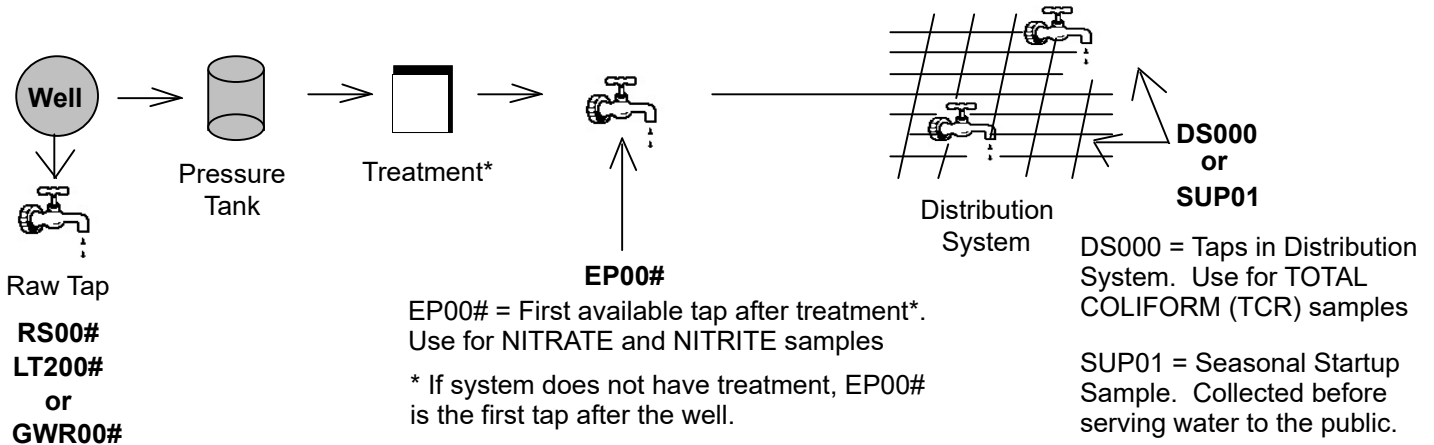 Well
Raw Tap
RS00#
LT200#
or
GWR00#
Pressure
Tank
Treatment*
EP00#
EP00# = First available tap after treatment*.
Use for NITRATE and NITRITE samples
* If system does not have treatment, EP00#
is the first tap after the well.
Distribution
System
DS000
or
SUP01
DS000 = Taps in Distribution
System. Use for TOTAL
COLIFORM (TCR) samples
SUP01 = Seasonal Startup
Sample. Collected before
serving water to the public.